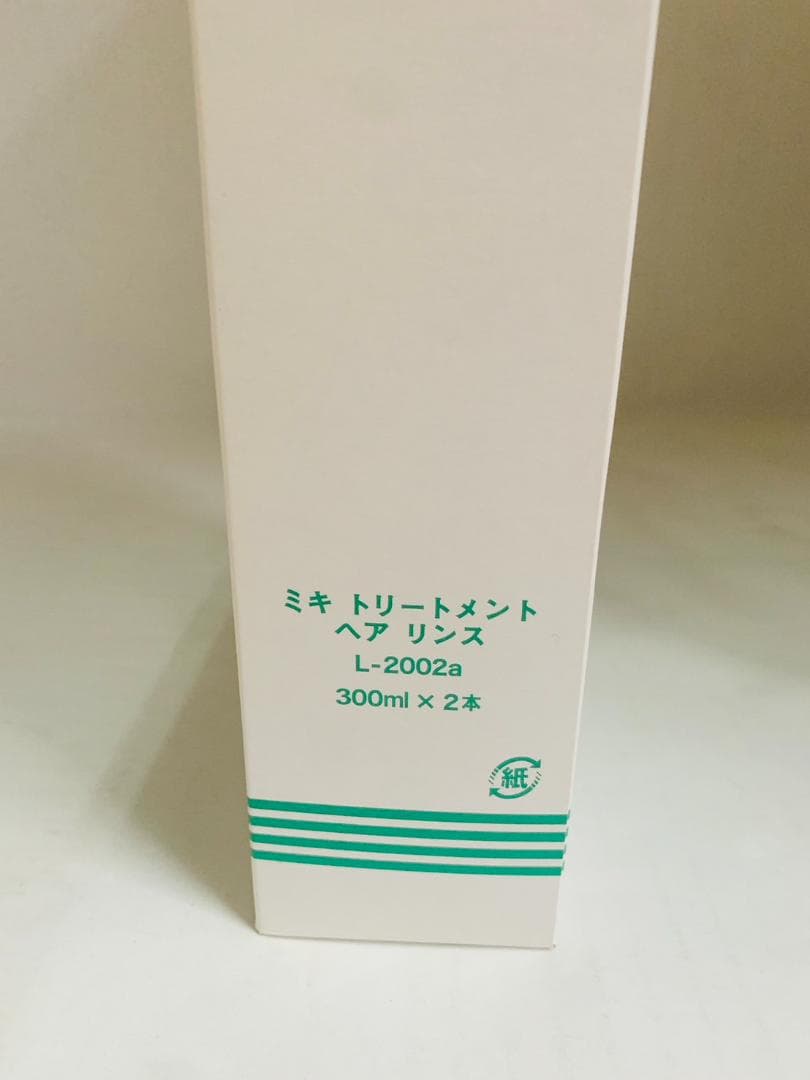 ミキ トリートメント
ヘア リンス
L-2002a
300ml × 2本
紙